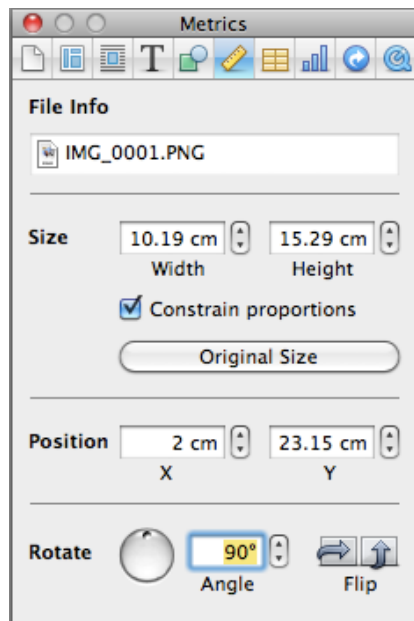 Metrics
T
File Info
IMG_0001.PNG
Size
10.19 cm
15.29 cm
Width
Height
Constrain proportions
Original Size
Position
2 cm
23.15 cm
X
Y
Rotate
90°
Angle
Flip